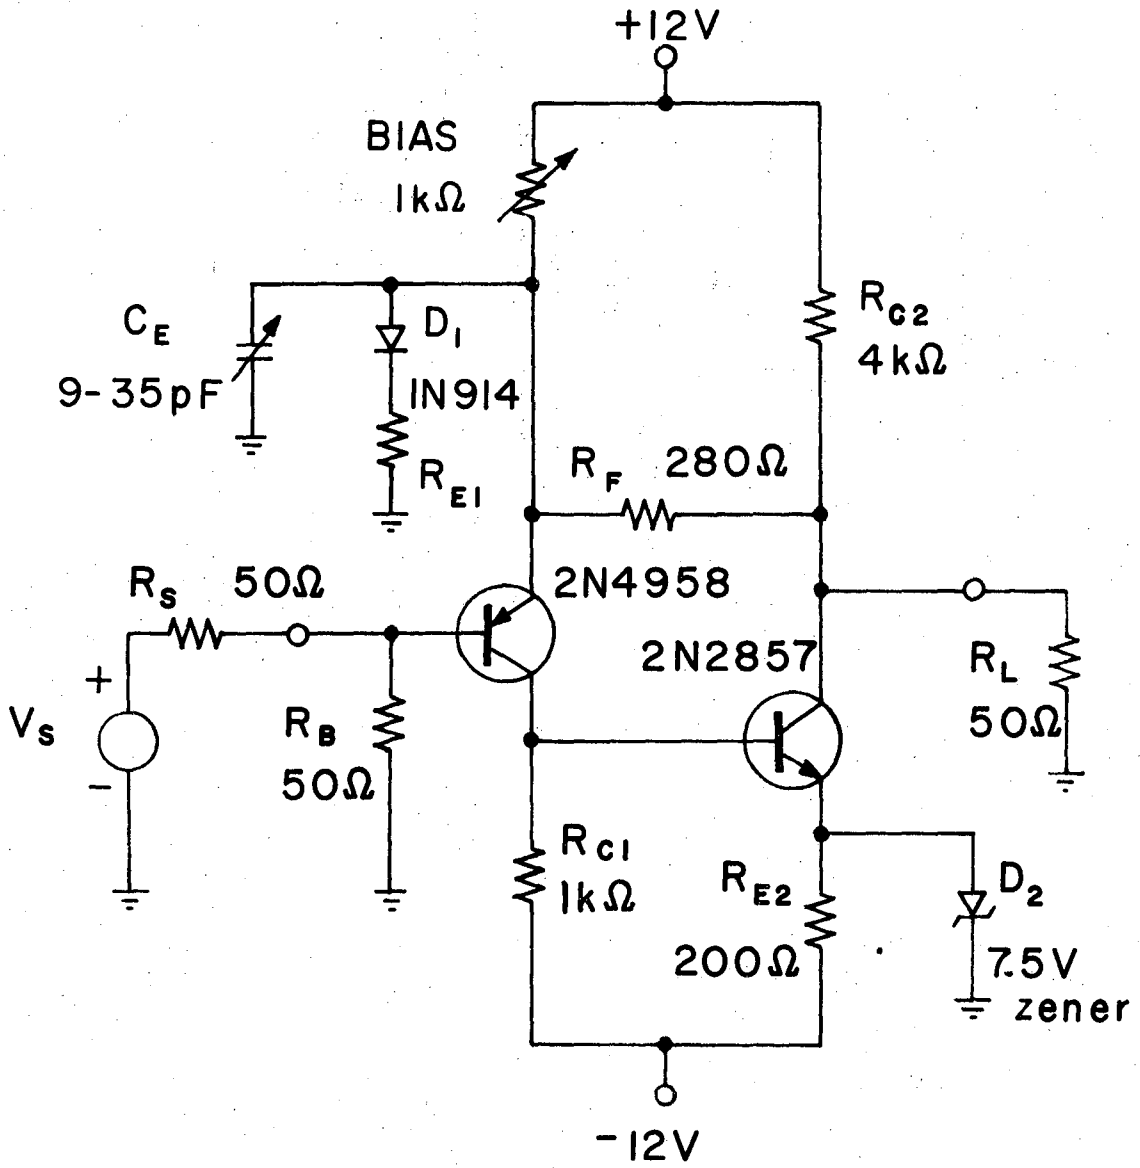 +12V
BIAS
1kΩ
C_E
9-35pF
D_1
1N914
R_E1
R_C2
4kΩ
R_F 280Ω
R_S 50Ω
2N4958
2N2857
+
V_S
-
R_B
50Ω
R_L
50Ω
R_C1
1kΩ
R_E2
200Ω
D_2
7.5V
zener
-12V